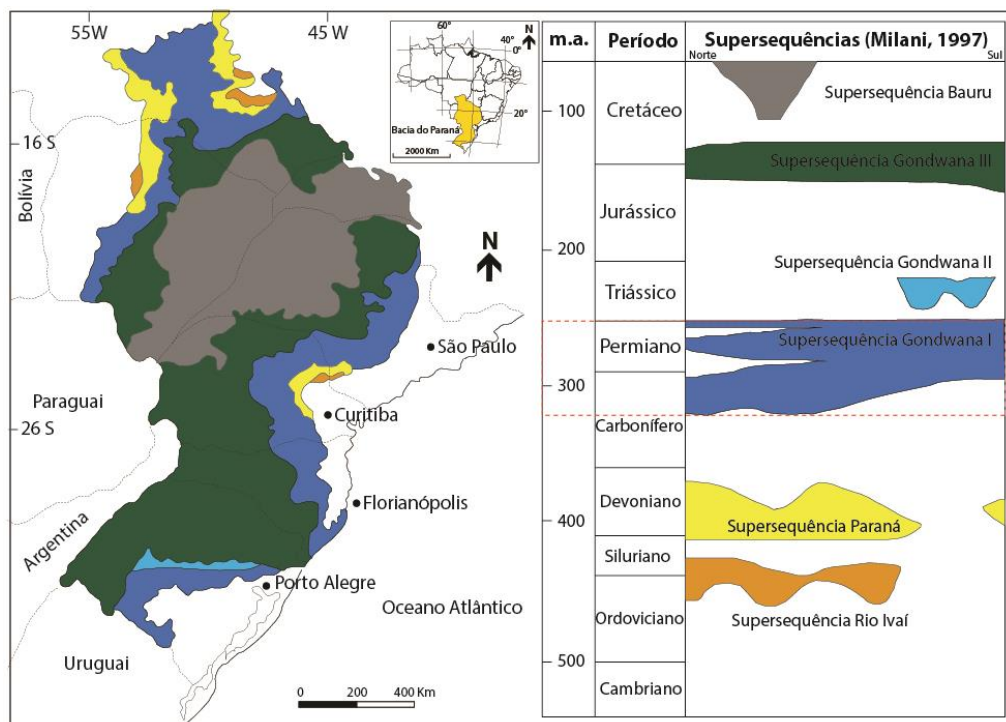 55W
45W
16 S
26 S
Bolívia
Paraguai
Argentina
Uruguai
N
São Paulo
Curitiba
Florianópolis
Porto Alegre
Oceano Atlântico
0 200 400 Km
60°
N
40°
0°
20°
Bacia do Paraná
2000 Km
m.a. Período Supersequências (Milani, 1997)
Norte Sul
100
200
300
400
500
Cretáceo
Jurássico
Triássico
Permiano
Carbonífero
Devoniano
Siluriano
Ordoviciano
Cambriano
Supersequência Bauru
Supersequência Gondwana III
Supersequência Gondwana II
Supersequência Gondwana I
Supersequência Paraná
Supersequência Rio Ivaí